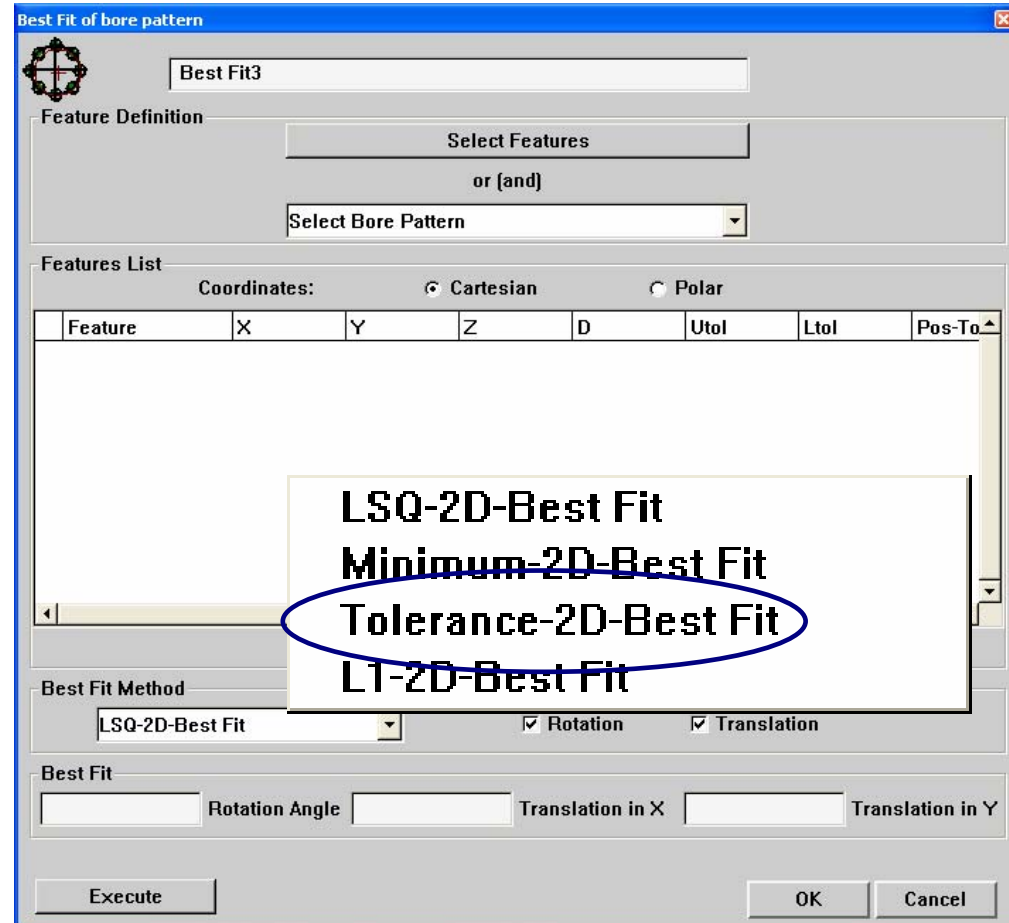 Best Fit of bore pattern
Best Fit3
Feature Definition
Select Features
or (and)
Select Bore Pattern
Features List
Coordinates: Cartesian Polar
Feature X Y Z D Utol Ltol Pos-To
LSQ-2D-Best Fit
Minimum-2D-Best Fit
Tolerance-2D-Best Fit
L1-2D-Best Fit
Best Fit Method
LSQ-2D-Best Fit Rotation Translation
Best Fit
Rotation Angle Translation in X Translation in Y
Execute OK Cancel